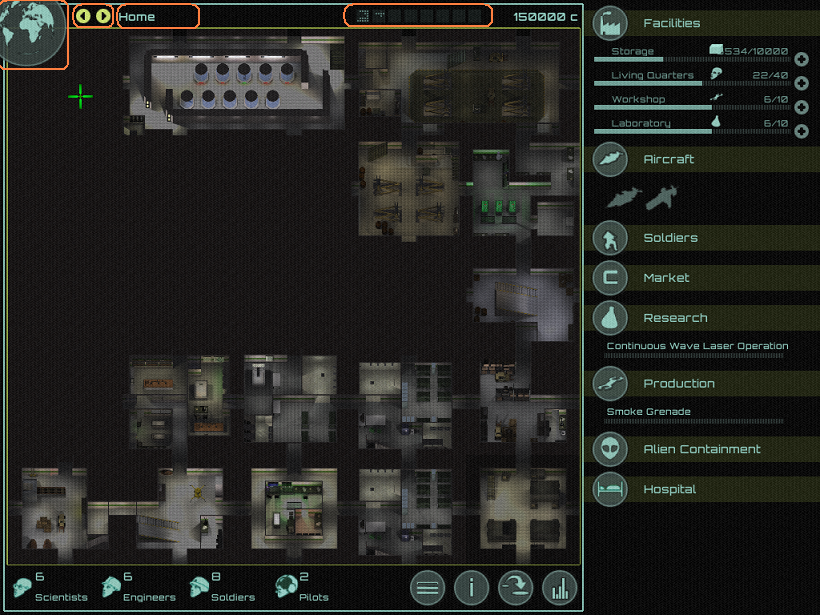 Home
150000 c
Facilities
Storage 534/10000
Living Quarters 22/40
Workshop 6/10
Laboratory 6/10
Aircraft
Soldiers
Market
Research
Continuous Wave Laser Operation
Production
Smoke Grenade
Alien Containment
Hospital
6 Scientists
6 Engineers
8 Soldiers
2 Pilots